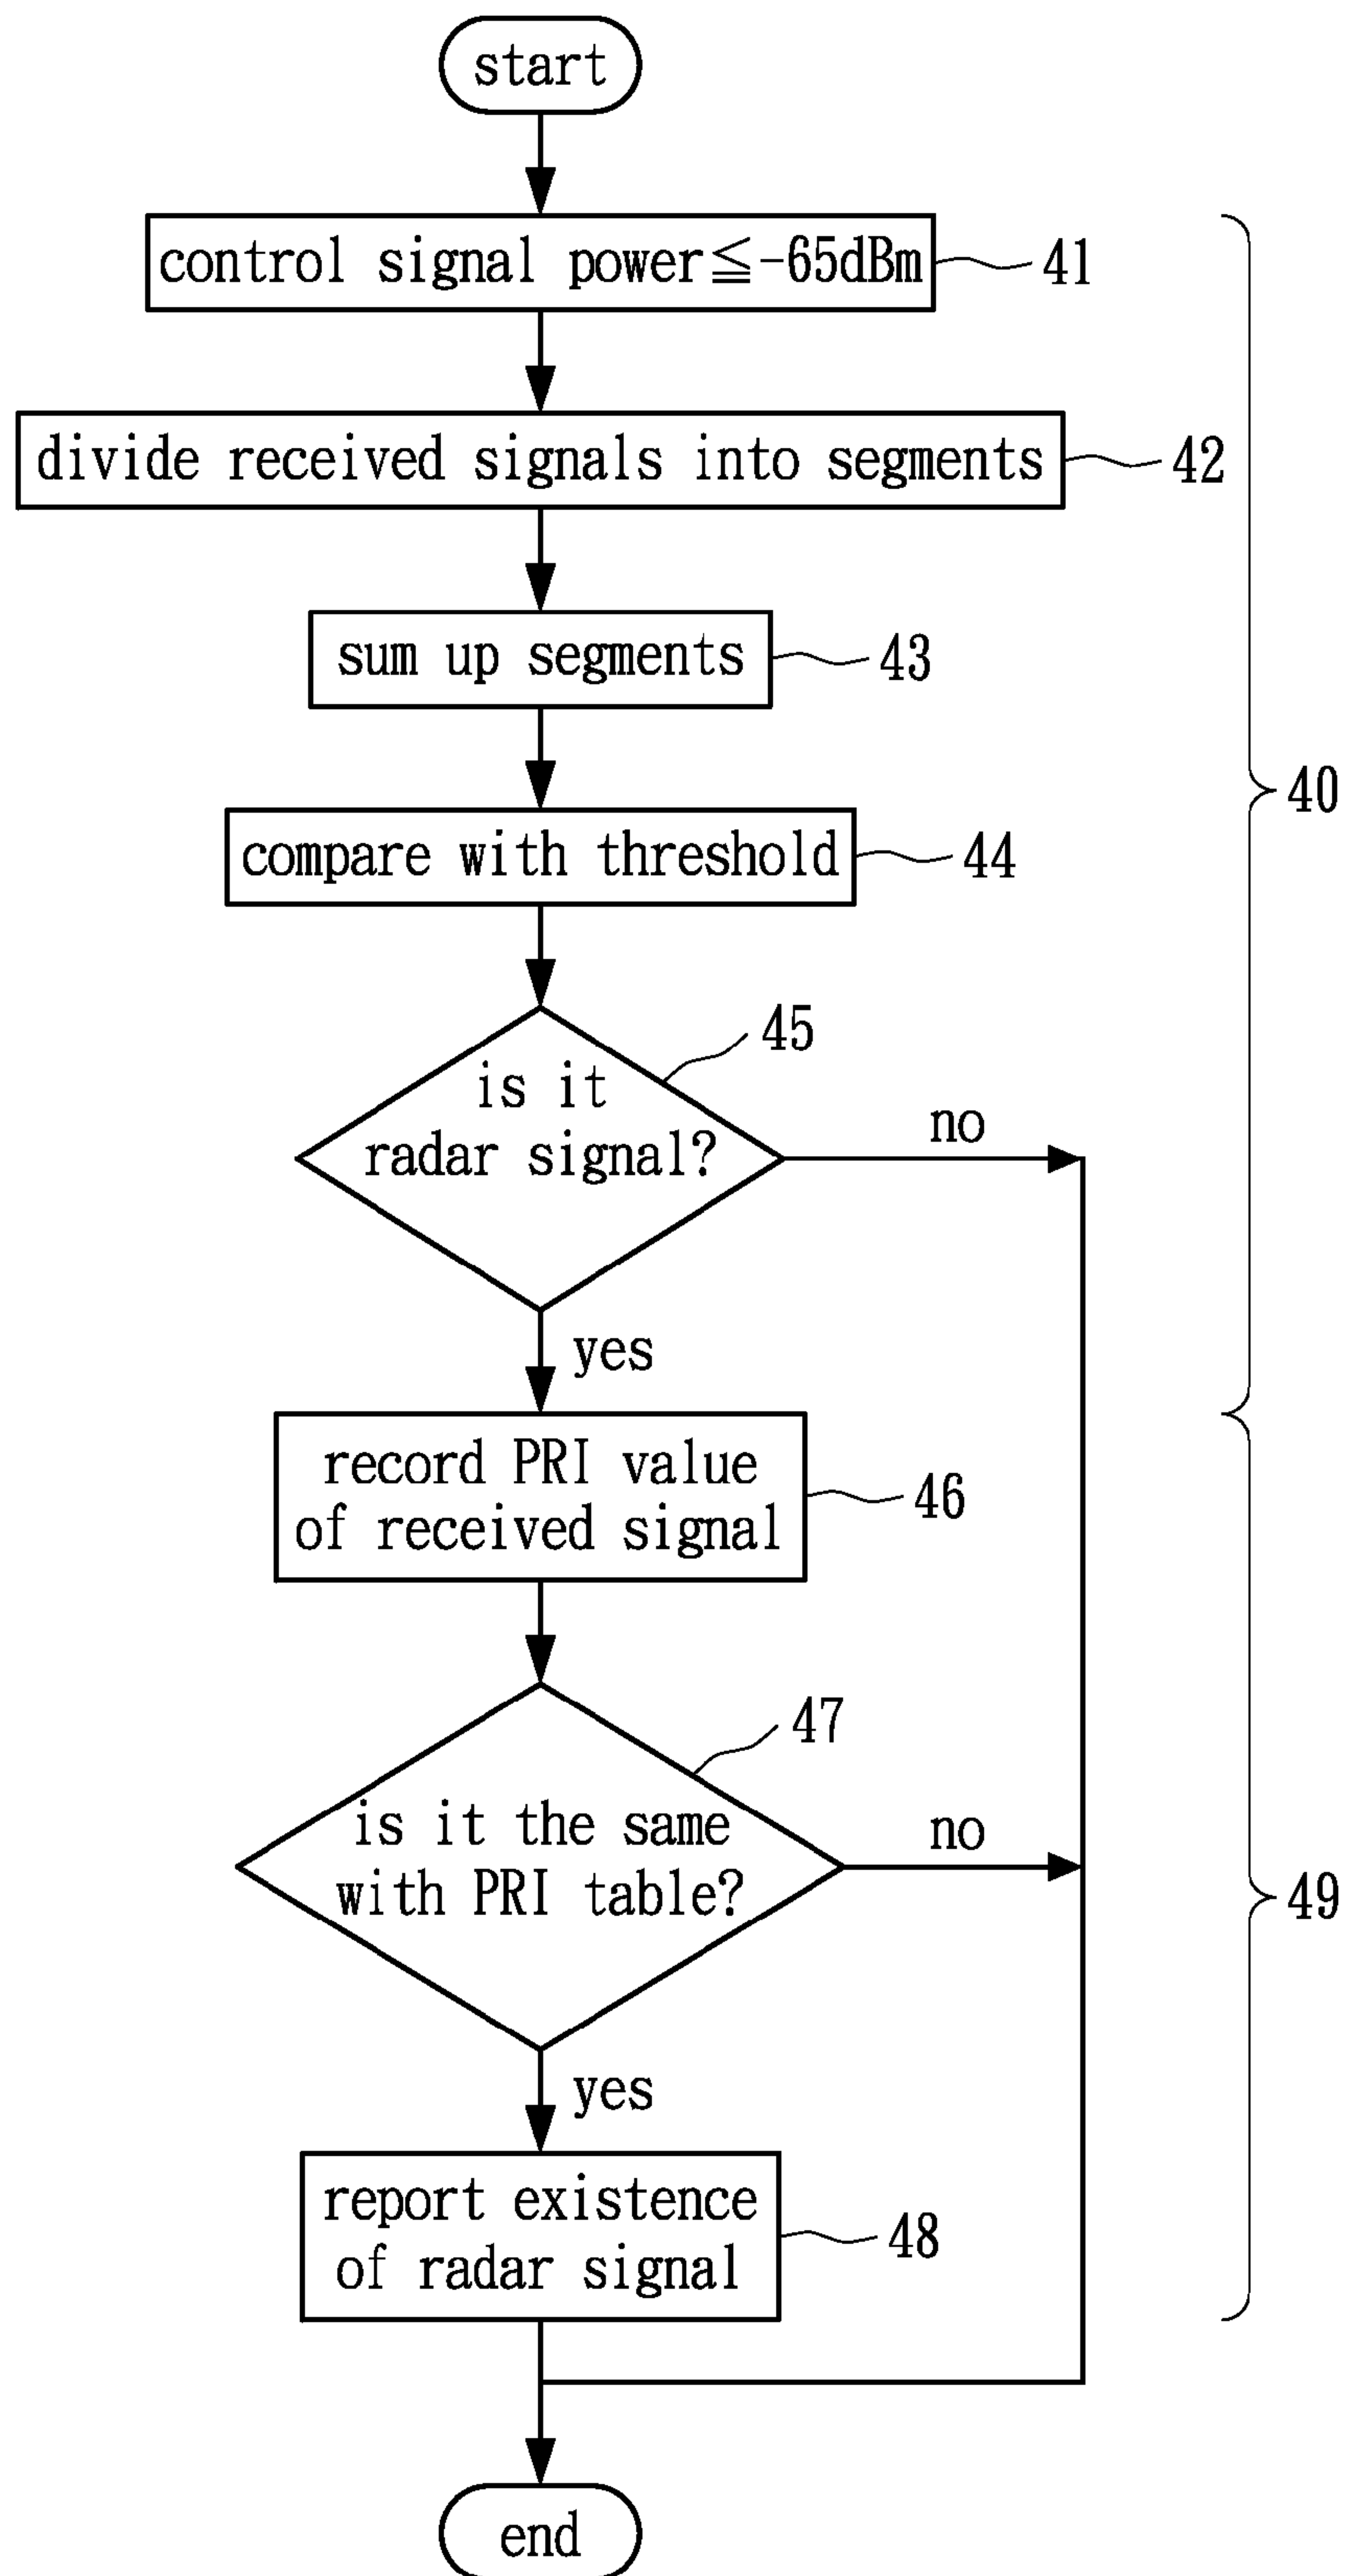 start
control signal power≦-65dBm
41
divide received signals into segments
42
sum up segments
43
compare with threshold
44
40
45
is it
radar signal?
no
yes
record PRI value
of received signal
46
47
is it the same
with PRI table?
no
49
yes
report existence
of radar signal
48
end